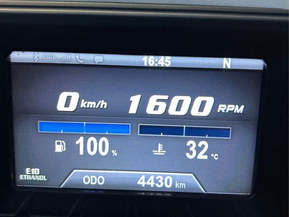 16:45 N
0 km/h 1600 RPM
100 % 32 °C
E10
ETHANOL
ODO 4430 km